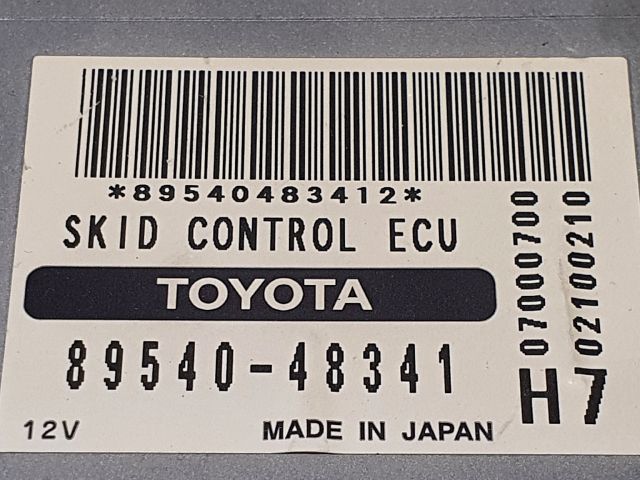 *89540483412*
SKID CONTROL ECU
TOYOTA
89540-48341
12V MADE IN JAPAN
07000700
02100210
H7